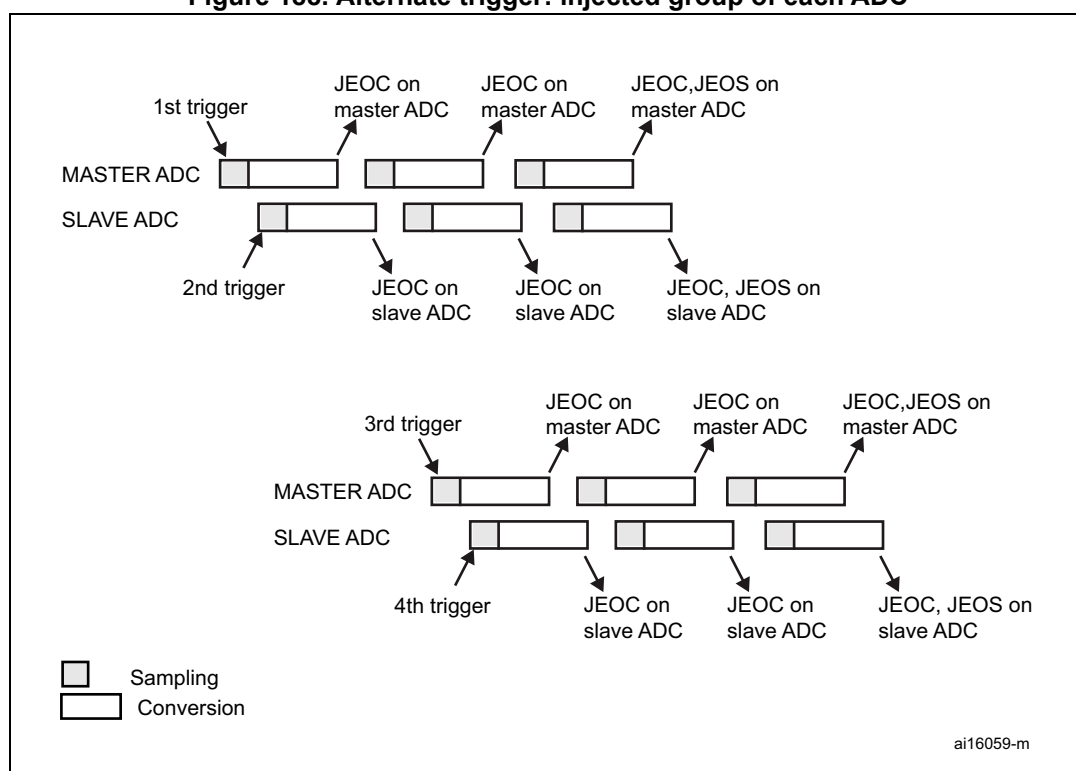 Alternate trigger: injected group of each ADC
JEOC on
master ADC
JEOC on
master ADC
JEOC,JEOS on
master ADC
1st trigger
MASTER ADC
SLAVE ADC
2nd trigger
JEOC on
slave ADC
JEOC on
slave ADC
JEOC, JEOS on
slave ADC
JEOC on
master ADC
JEOC on
master ADC
JEOC,JEOS on
master ADC
3rd trigger
MASTER ADC
SLAVE ADC
4th trigger
JEOC on
slave ADC
JEOC on
slave ADC
JEOC, JEOS on
slave ADC
Sampling
Conversion
ai16059-m